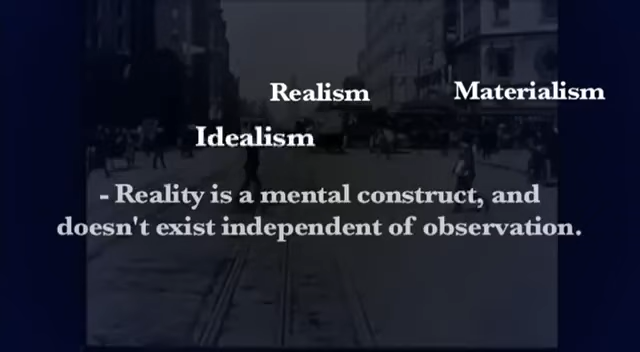 Realism Materialism
Idealism
- Reality is a mental construct, and
doesn't exist independent of observation.